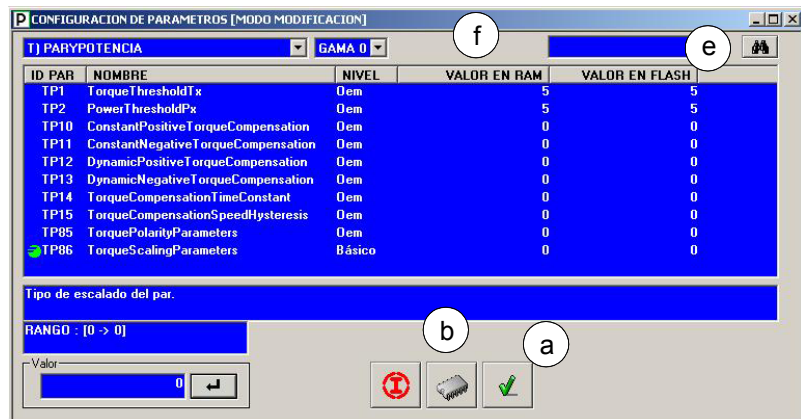 P CONFIGURACION DE PARAMETROS [MODO MODIFICACION]
T) PARYPOTENCIA GAMA 0 f e
ID PAR NOMBRE NIVEL VALOR EN RAM VALOR EN FLASH
TP1 TorqueThresholdTx Oem 5 5
TP2 PowerThresholdPx Oem 5 5
TP10 ConstantPositiveTorqueCompensation Oem 0 0
TP11 ConstantNegativeTorqueCompensation Oem 0 0
TP12 DynamicPositiveTorqueCompensation Oem 0 0
TP13 DynamicNegativeTorqueCompensation Oem 0 0
TP14 TorqueCompensationTimeConstant Oem 0 0
TP15 TorqueCompensationSpeedHysteresis Oem 0 0
TP85 TorquePolarityParameters Oem 0 0
TP86 TorqueScalingParameters Básico 0 0
Tipo de escalado del par.
RANGO : [0 -> 0]
b a
Valor
0